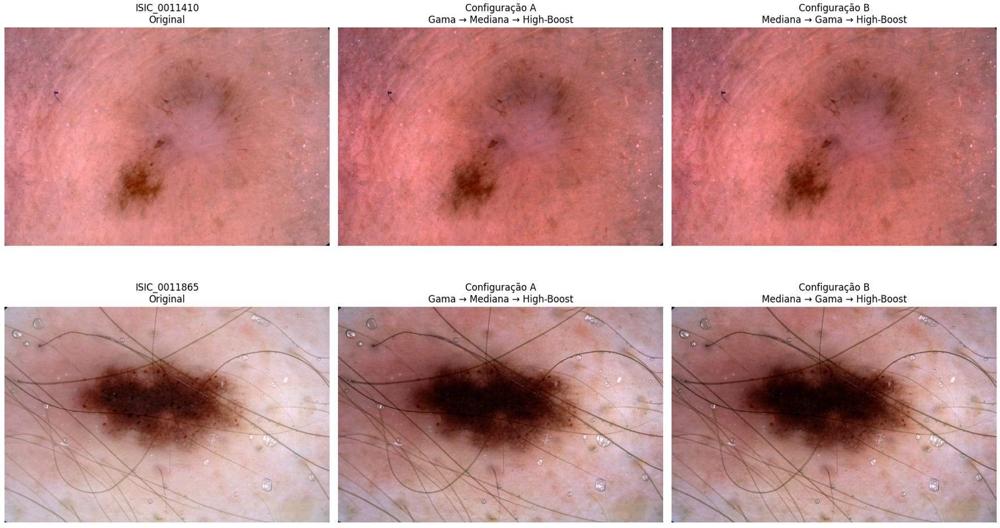 ISIC_0011410
Original
Configuração A
Gama → Mediana → High-Boost
Configuração B
Mediana → Gama → High-Boost
ISIC_0011865
Original
Configuração A
Gama → Mediana → High-Boost
Configuração B
Mediana → Gama → High-Boost